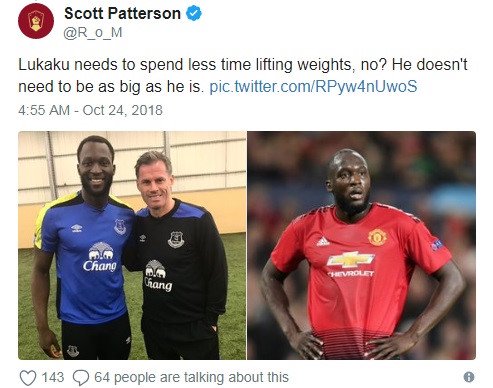 Scott Patterson
@R_o_M
Lukaku needs to spend less time lifting weights, no? He doesn't
need to be as big as he is. pic.twitter.com/RPyw4nUwoS
4:55 AM - Oct 24, 2018
Chang
Chang
CHEVROLET
143 64 people are talking about this